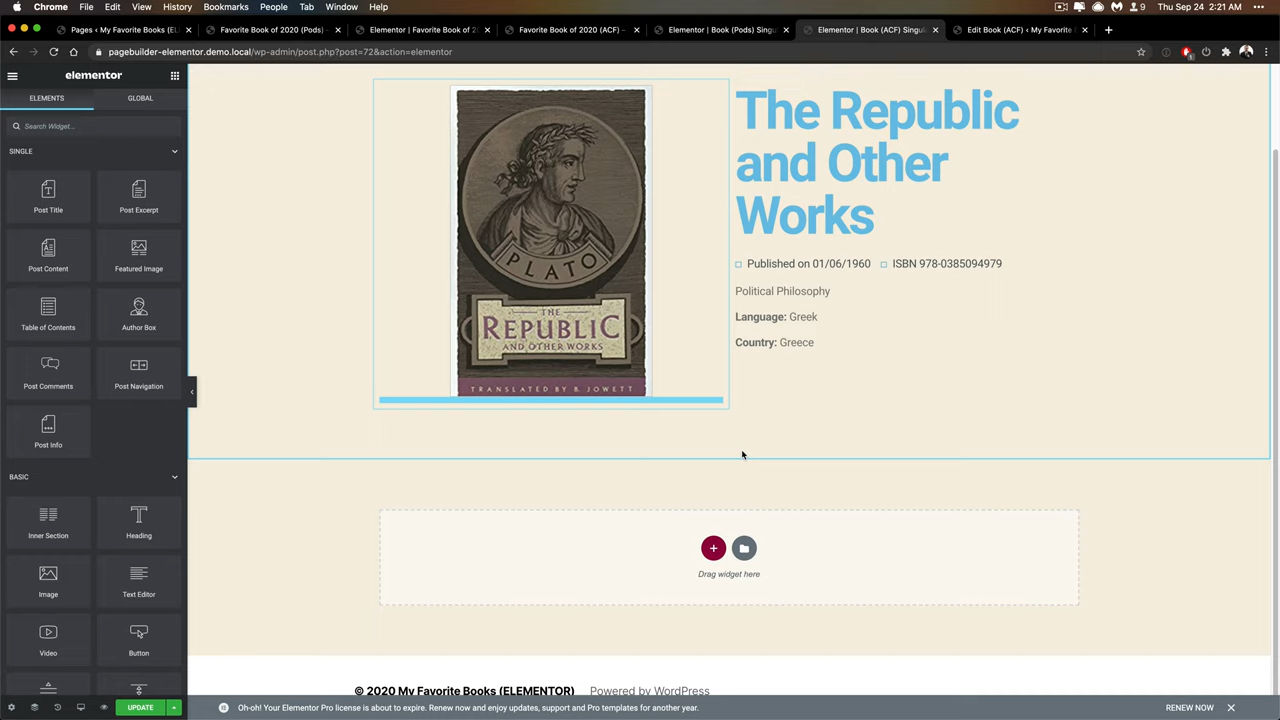 Chrome File Edit View History Bookmarks People Tab Window Help
9 Thu Sep 24 2:21 AM
Pages ‹ My Favorite Books (EL
Favorite Book of 2020 (Pods) –
Elementor | Favorite Book of 2
Favorite Book of 2020 (ACF) –
Elementor | Book (Pods) Singu
Elementor | Book (ACF) Singul
Edit Book (ACF) ‹ My Favorite
pagebuilder-elementor.demo.local/wp-admin/post.php?post=72&action=elementor
1
elementor
ELEMENTS GLOBAL
Search Widget...
SINGLE
Post Title Post Excerpt
Post Content Featured Image
Table of Contents Author Box
Post Comments Post Navigation
Post Info
BASIC
Inner Section Heading
Image Text Editor
Video Button
UPDATE
PLATO
THE
REPUBLIC
AND OTHER WORKS
TRANSLATED BY B. JOWETT
The Republic
and Other
Works
Published on 01/06/1960 ISBN 978-0385094979
Political Philosophy
Language: Greek
Country: Greece
Drag widget here
© 2020 My Favorite Books (ELEMENTOR) Powered by WordPress
Oh-oh! Your Elementor Pro license is about to expire. Renew now and enjoy updates, support and Pro templates for another year.
RENEW NOW